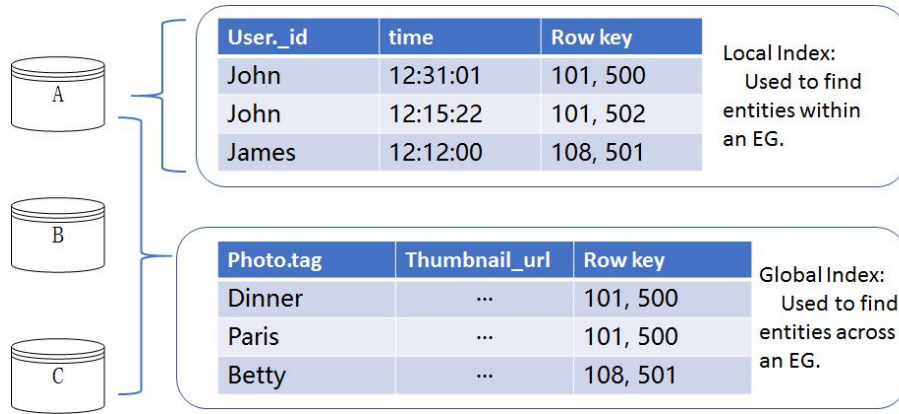 User._id time Row key
John 12:31:01 101, 500
John 12:15:22 101, 502
James 12:12:00 108, 501
Local Index:
Used to find
entities within
an EG.
A
B
C
Photo.tag Thumbnail_url Row key
Dinner ... 101, 500
Paris ... 101, 500
Betty ... 108, 501
Global Index:
Used to find
entities across
an EG.